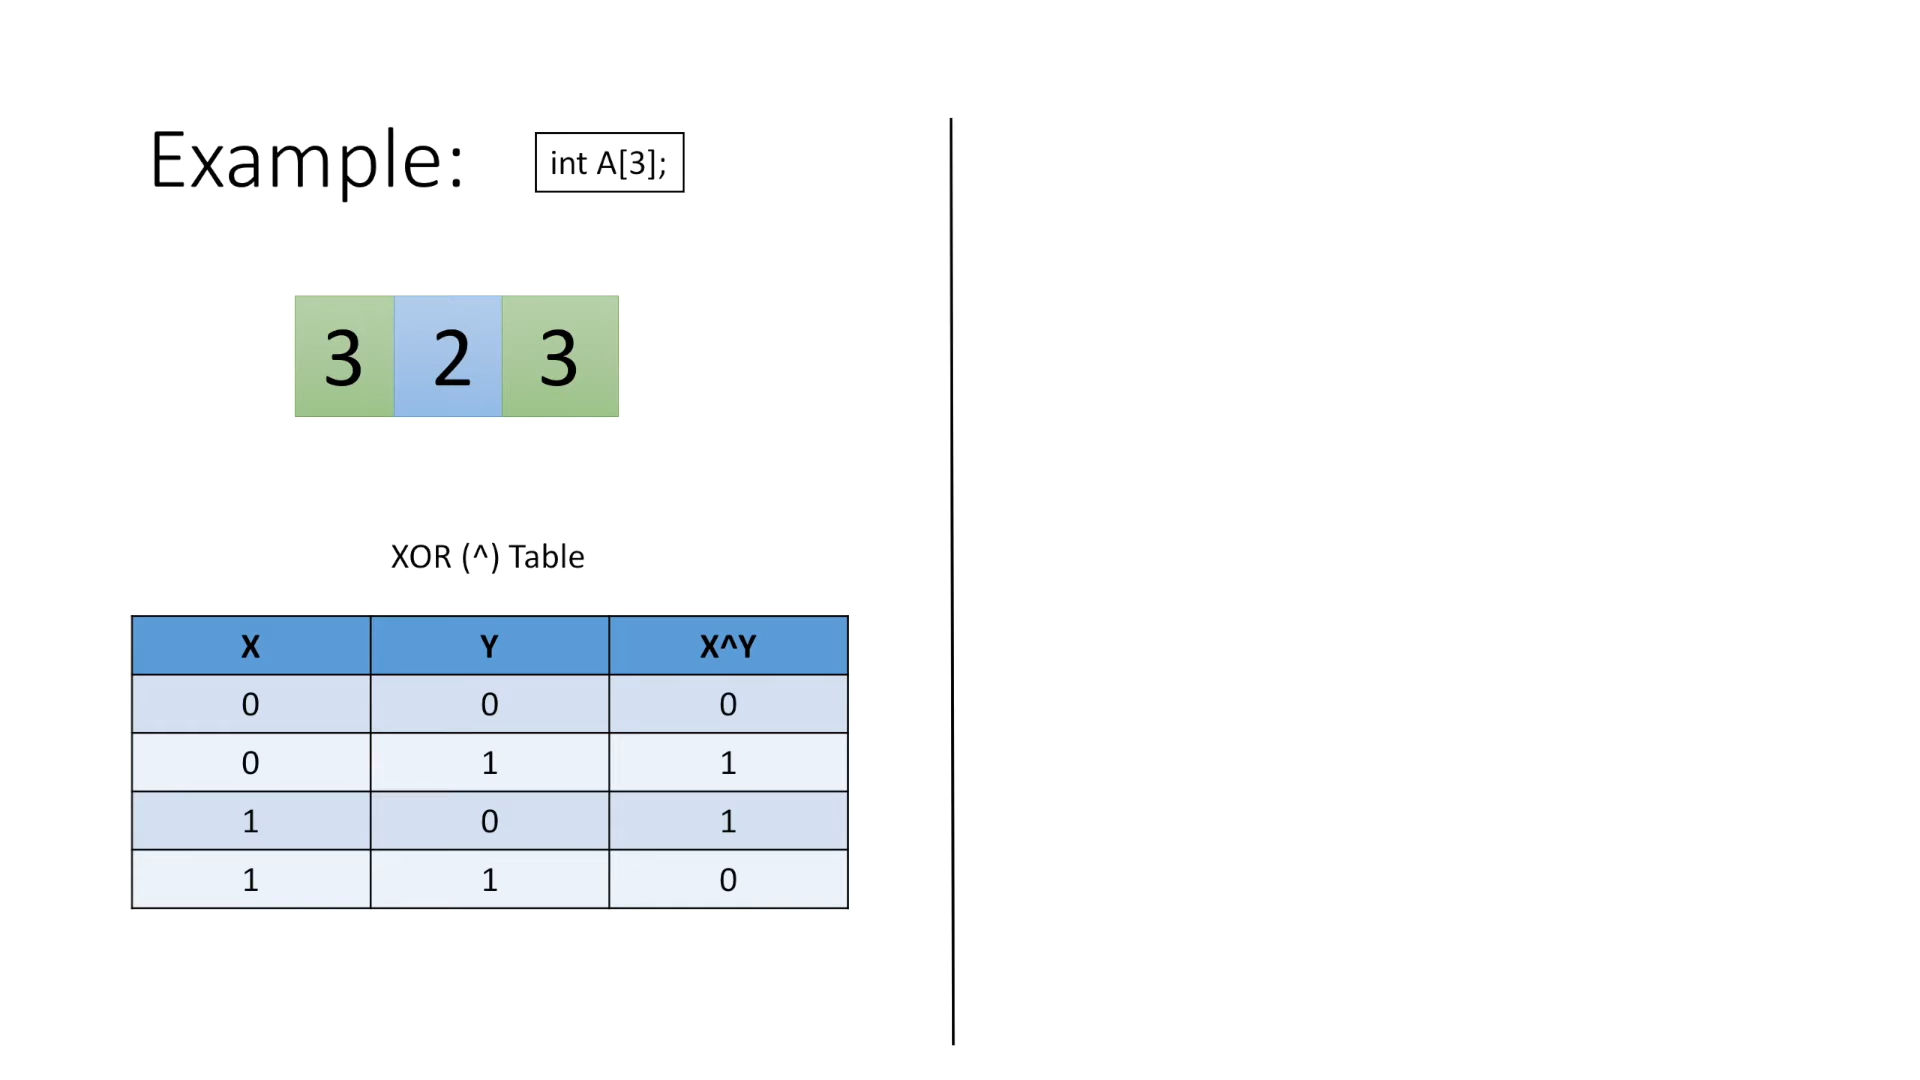 Example:
int A[3];
3 2 3
XOR (^) Table
X Y X^Y
0 0 0
0 1 1
1 0 1
1 1 0